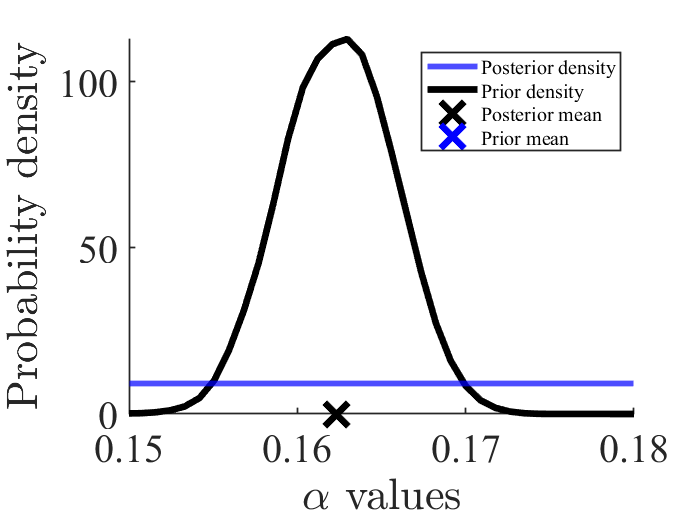 Probability density
100
50
0
0.15 0.16 0.17 0.18
α values
Posterior density
Prior density
Posterior mean
Prior mean